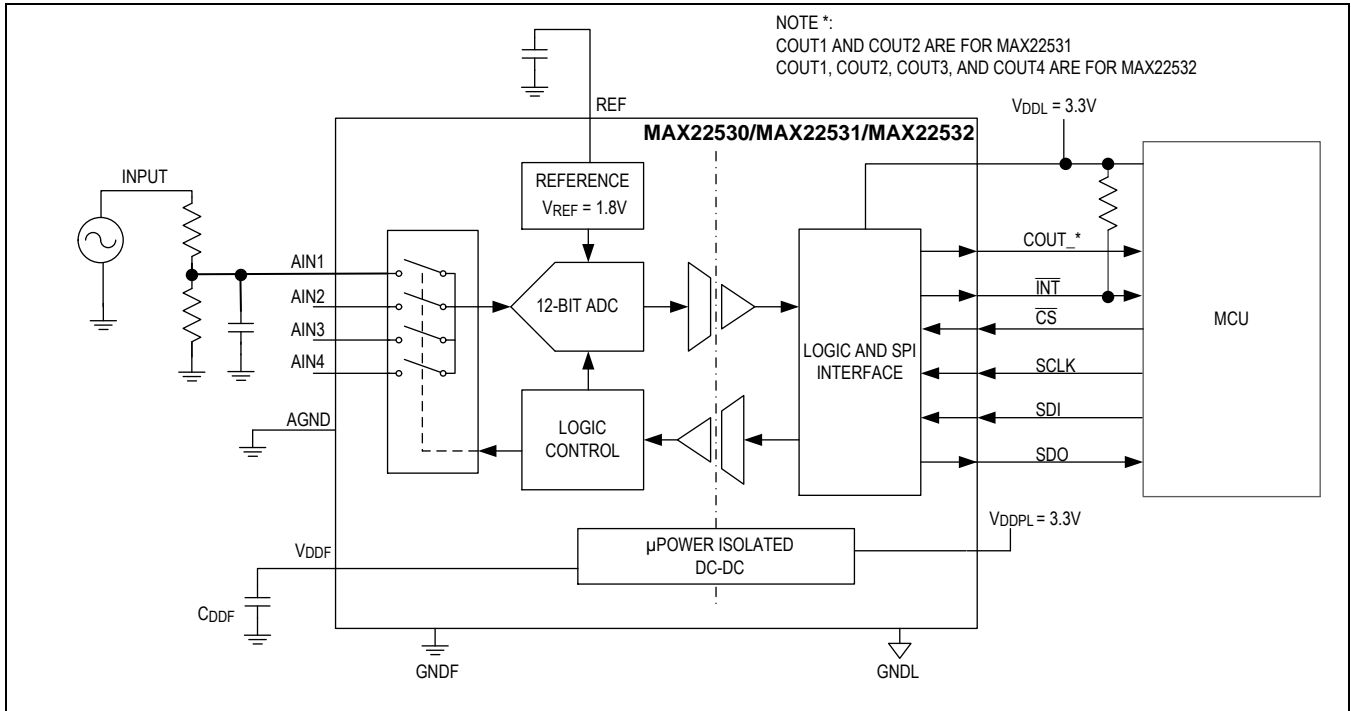 NOTE *:
COUT1 AND COUT2 ARE FOR MAX22531
COUT1, COUT2, COUT3, AND COUT4 ARE FOR MAX22532
REF
VDDL = 3.3V
MAX22530/MAX22531/MAX22532
INPUT
REFERENCE
VREF = 1.8V
AIN1
AIN2
AIN3
AIN4
12-BIT ADC
LOGIC AND SPI
INTERFACE
COUT_*
INT
CS
SCLK
SDI
SDO
MCU
AGND
LOGIC
CONTROL
VDDPL = 3.3V
VDDF
µPOWER ISOLATED
DC-DC
CDDF
GNDF
GNDL